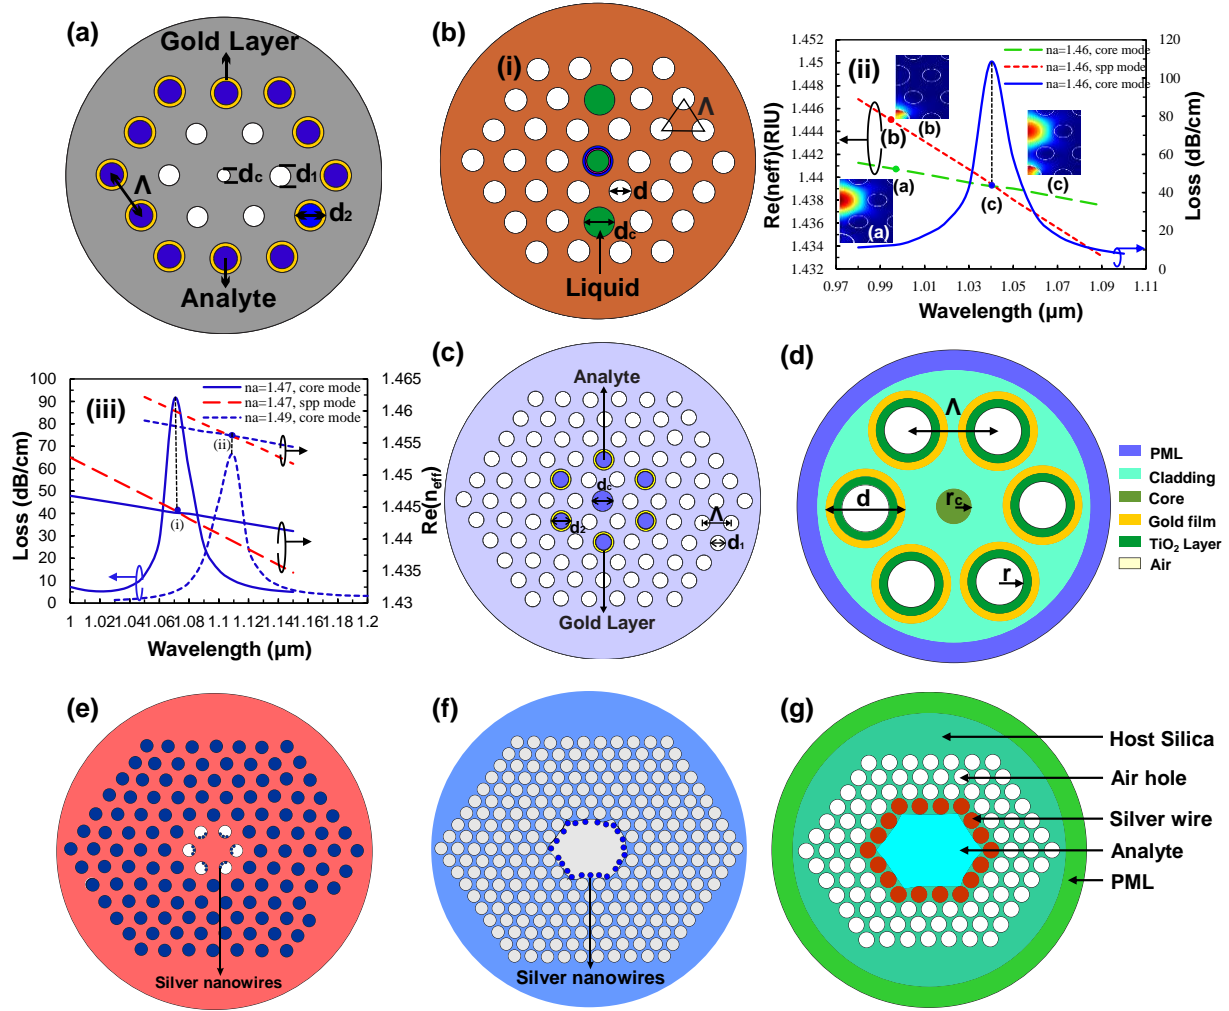 (a)
Gold Layer
Λ
dc
d1
d2
Analyte
(b)
(i)
Λ
d
dc
Liquid
(ii)
na=1.46, core mode
na=1.46, spp mode
na=1.46, core mode
1.452
1.45
1.448
1.446
1.444
1.442
1.440
1.438
1.436
1.434
1.432
Re(neff)(RIU)
120
100
80
60
40
20
0
Loss (dB/cm)
(b)
(b)
(a)
(a)
(c)
(c)
0.97 0.99 1.01 1.03 1.05 1.07 1.09 1.11
Wavelength (µm)
(iii)
na=1.47, core mode
na=1.47, spp mode
na=1.49, core mode
100
90
80
70
60
50
40
30
20
10
0
Loss (dB/cm)
1.465
1.46
1.455
1.45
1.445
1.44
1.435
1.43
Re(neff)
(ii)
(i)
1 1.02 1.04 1.06 1.08 1.1 1.12 1.14 1.16 1.18 1.2
Wavelength (µm)
(c)
Analyte
dc
d2
Λ
d1
Gold Layer
(d)
Λ
d
rc
r
PML
Cladding
Core
Gold film
TiO2 Layer
Air
(e)
Silver nanowires
(f)
Silver nanowires
(g)
Host Silica
Air hole
Silver wire
Analyte
PML